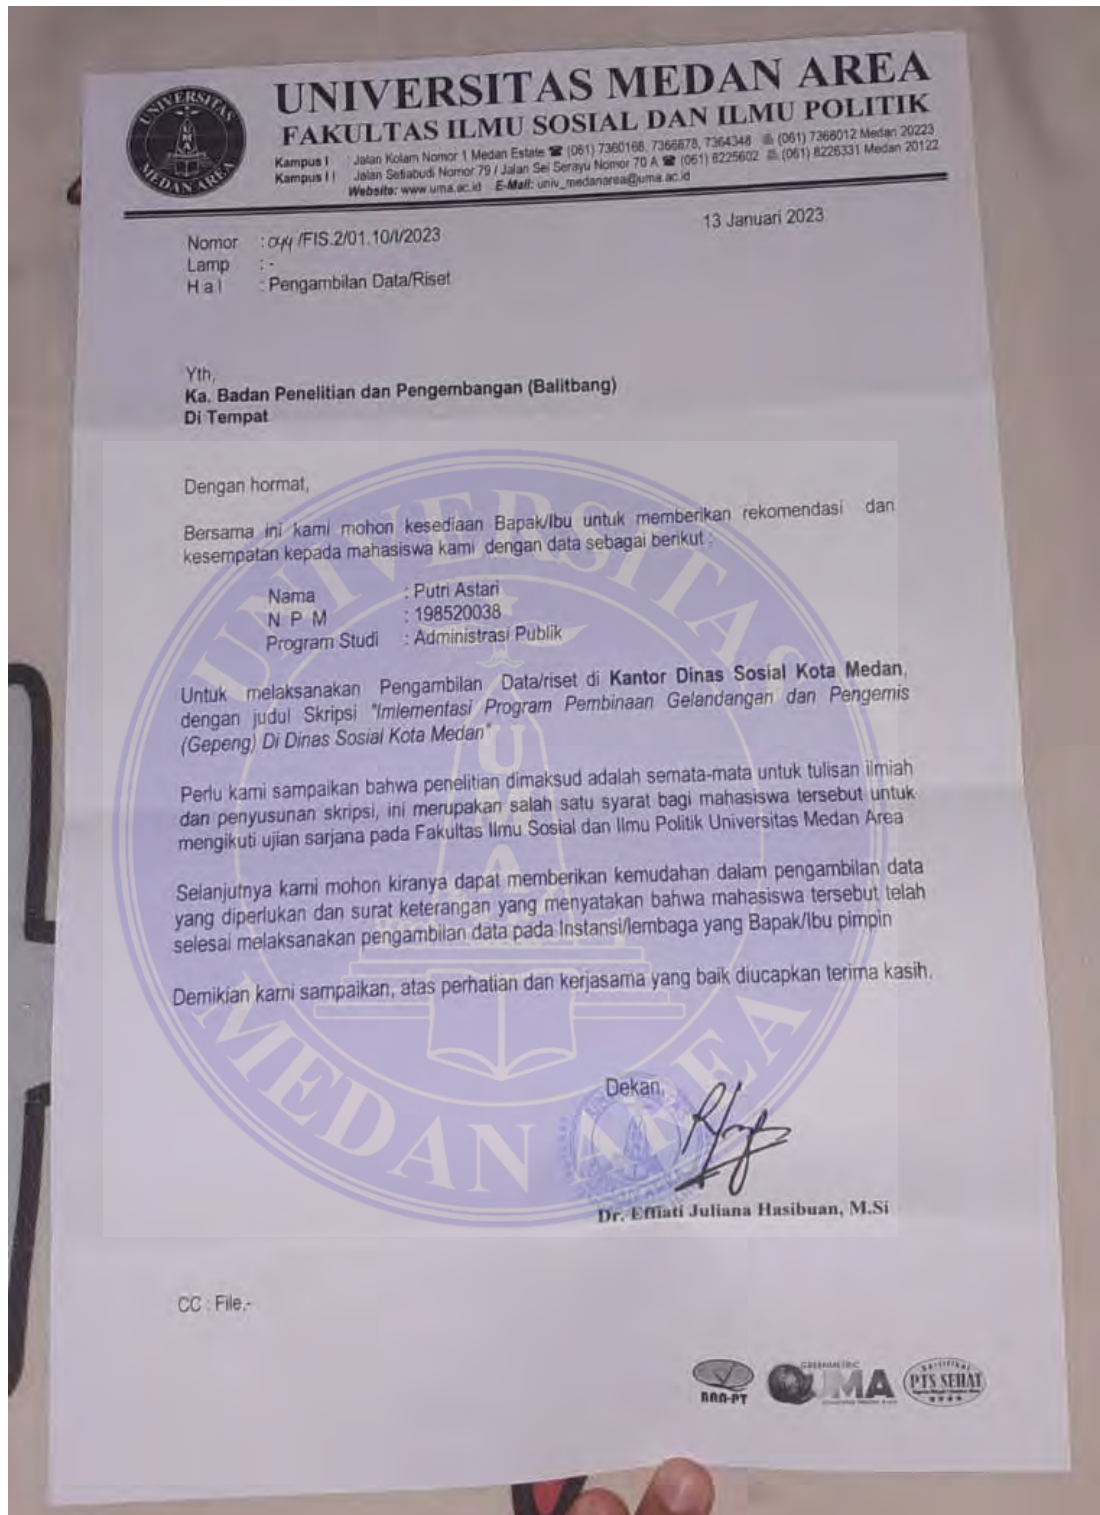 UNIVERSITAS MEDAN AREA
FAKULTAS ILMU SOSIAL DAN ILMU POLITIK
Kampus I : Jalan Kolam Nomor 1 Medan Estate ☎ (061) 7360168, 7366878, 7364348 (061) 7368012 Medan 20223
Kampus II Jalan Setiabudi Nomor 79 / Jalan Sei Serayu Nomor 70 A ☎ (061) 8225602 (061) 8226331 Medan 20122
Website: www.uma.ac.id E-Mail: univ_medanarea@uma.ac.id
UNIVERSITAS
MEDAN AREA
13 Januari 2023
Nomor : 044 /FIS.2/01.10/I/2023
Lamp : -
Hal : Pengambilan Data/Riset
Yth,
Ka. Badan Penelitian dan Pengembangan (Balitbang)
Di Tempat
Dengan hormat,
Bersama ini kami mohon kesediaan Bapak/Ibu untuk memberikan rekomendasi dan
kesempatan kepada mahasiswa kami dengan data sebagai berikut :
Nama : Putri Astari
N P M : 198520038
Program Studi : Administrasi Publik
Untuk melaksanakan Pengambilan Data/riset di Kantor Dinas Sosial Kota Medan,
dengan judul Skripsi "Imlementasi Program Pembinaan Gelandangan dan Pengemis
(Gepeng) Di Dinas Sosial Kota Medan"
Perlu kami sampaikan bahwa penelitian dimaksud adalah semata-mata untuk tulisan ilmiah
dan penyusunan skripsi, ini merupakan salah satu syarat bagi mahasiswa tersebut untuk
mengikuti ujian sarjana pada Fakultas Ilmu Sosial dan Ilmu Politik Universitas Medan Area
Selanjutnya kami mohon kiranya dapat memberikan kemudahan dalam pengambilan data
yang diperlukan dan surat keterangan yang menyatakan bahwa mahasiswa tersebut telah
selesai melaksanakan pengambilan data pada Instansi/lembaga yang Bapak/Ibu pimpin
Demikian kami sampaikan, atas perhatian dan kerjasama yang baik diucapkan terima kasih.
Dekan,
Dr. Effiati Juliana Hasibuan, M.Si
CC : File,-
BAN-PT
GREENMETRIC
UMA
PTS SEHAT
UNIVERSITAS
UMA
MEDAN AREA